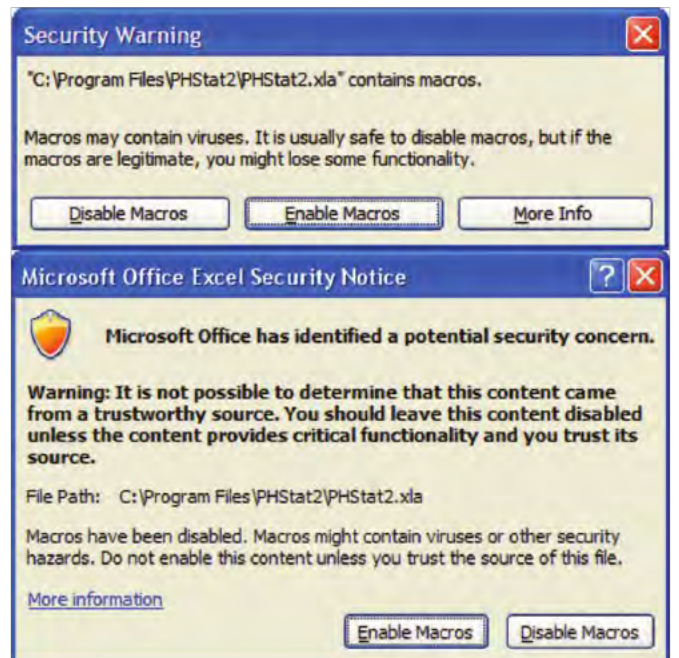 Security Warning
"C:\Program Files\PHStat2\PHStat2.xla" contains macros.
Macros may contain viruses. It is usually safe to disable macros, but if the
macros are legitimate, you might lose some functionality.
Disable Macros
Enable Macros
More Info
Microsoft Office Excel Security Notice
Microsoft Office has identified a potential security concern.
Warning: It is not possible to determine that this content came
from a trustworthy source. You should leave this content disabled
unless the content provides critical functionality and you trust its
source.
File Path: C:\Program Files\PHStat2\PHStat2.xla
Macros have been disabled. Macros might contain viruses or other security
hazards. Do not enable this content unless you trust the source of this file.
More information
Enable Macros
Disable Macros